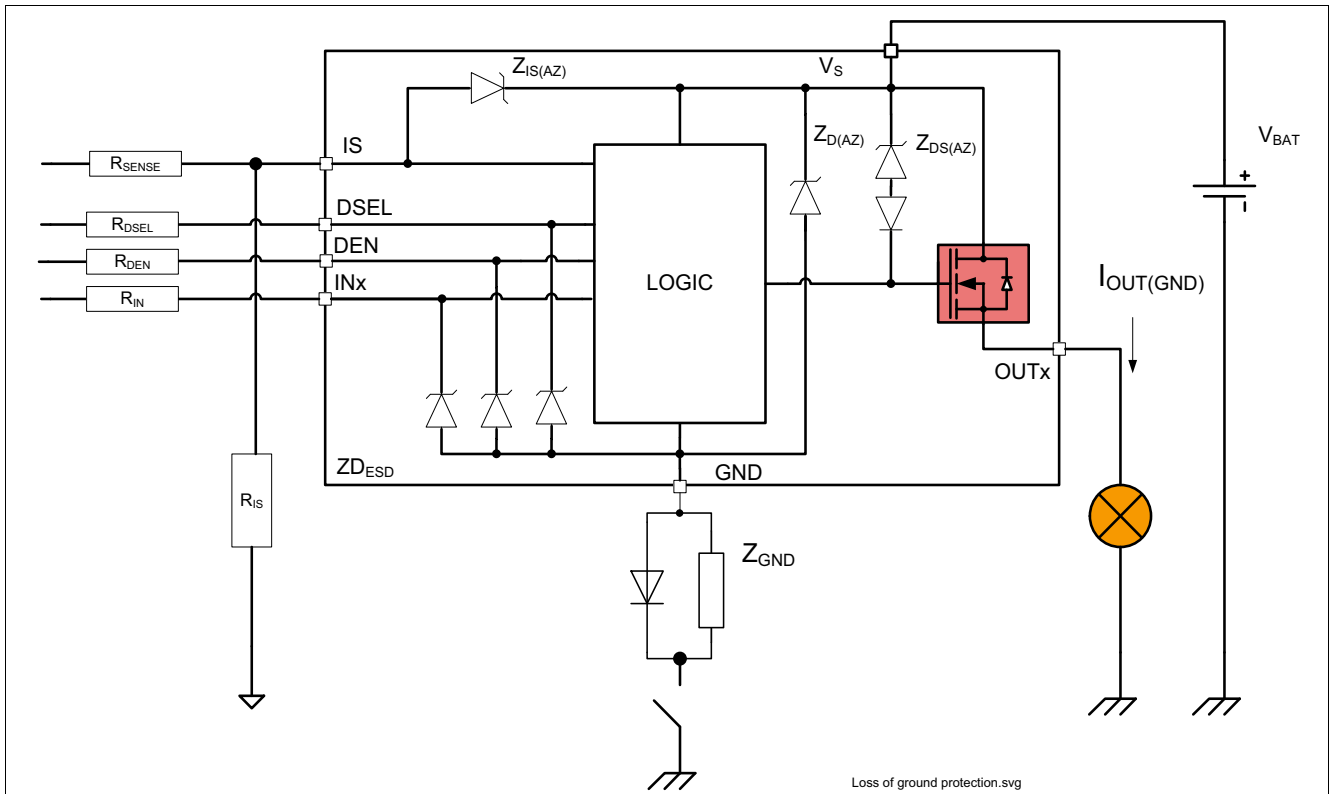 Z_IS(AZ)
V_S
Z_D(AZ)
Z_DS(AZ)
V_BAT
IS
R_SENSE
DSEL
R_DSEL
DEN
R_DEN
INx
R_IN
LOGIC
I_OUT(GND)
OUTx
ZD_ESD
GND
R_IS
Z_GND
+
-
Loss of ground protection.svg